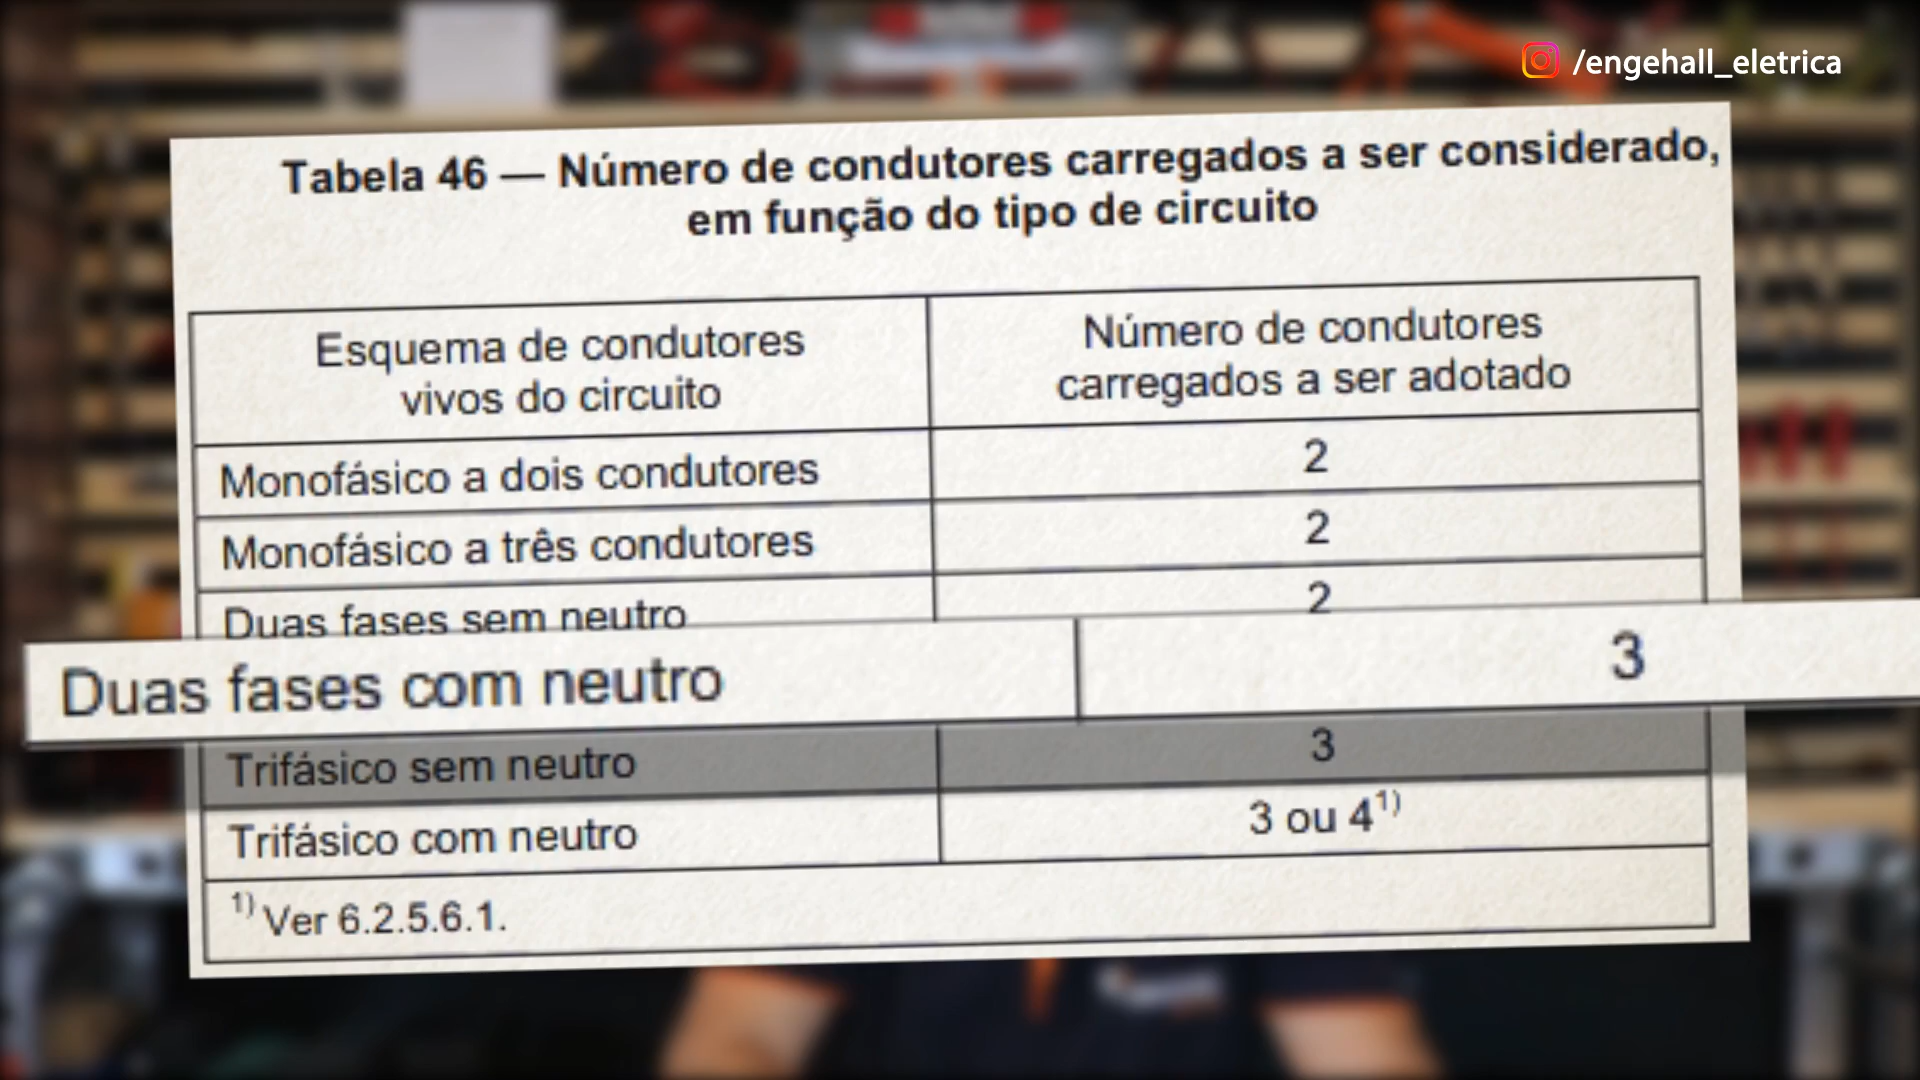 /engehall_eletrica
Tabela 46 — Número de condutores carregados a ser considerado,
em função do tipo de circuito
Esquema de condutores
vivos do circuito
Número de condutores
carregados a ser adotado
Monofásico a dois condutores 2
Monofásico a três condutores 2
Duas fases sem neutro 2
Duas fases com neutro 3
Trifásico sem neutro 3
Trifásico com neutro 3 ou 4¹⁾
¹⁾ Ver 6.2.5.6.1.